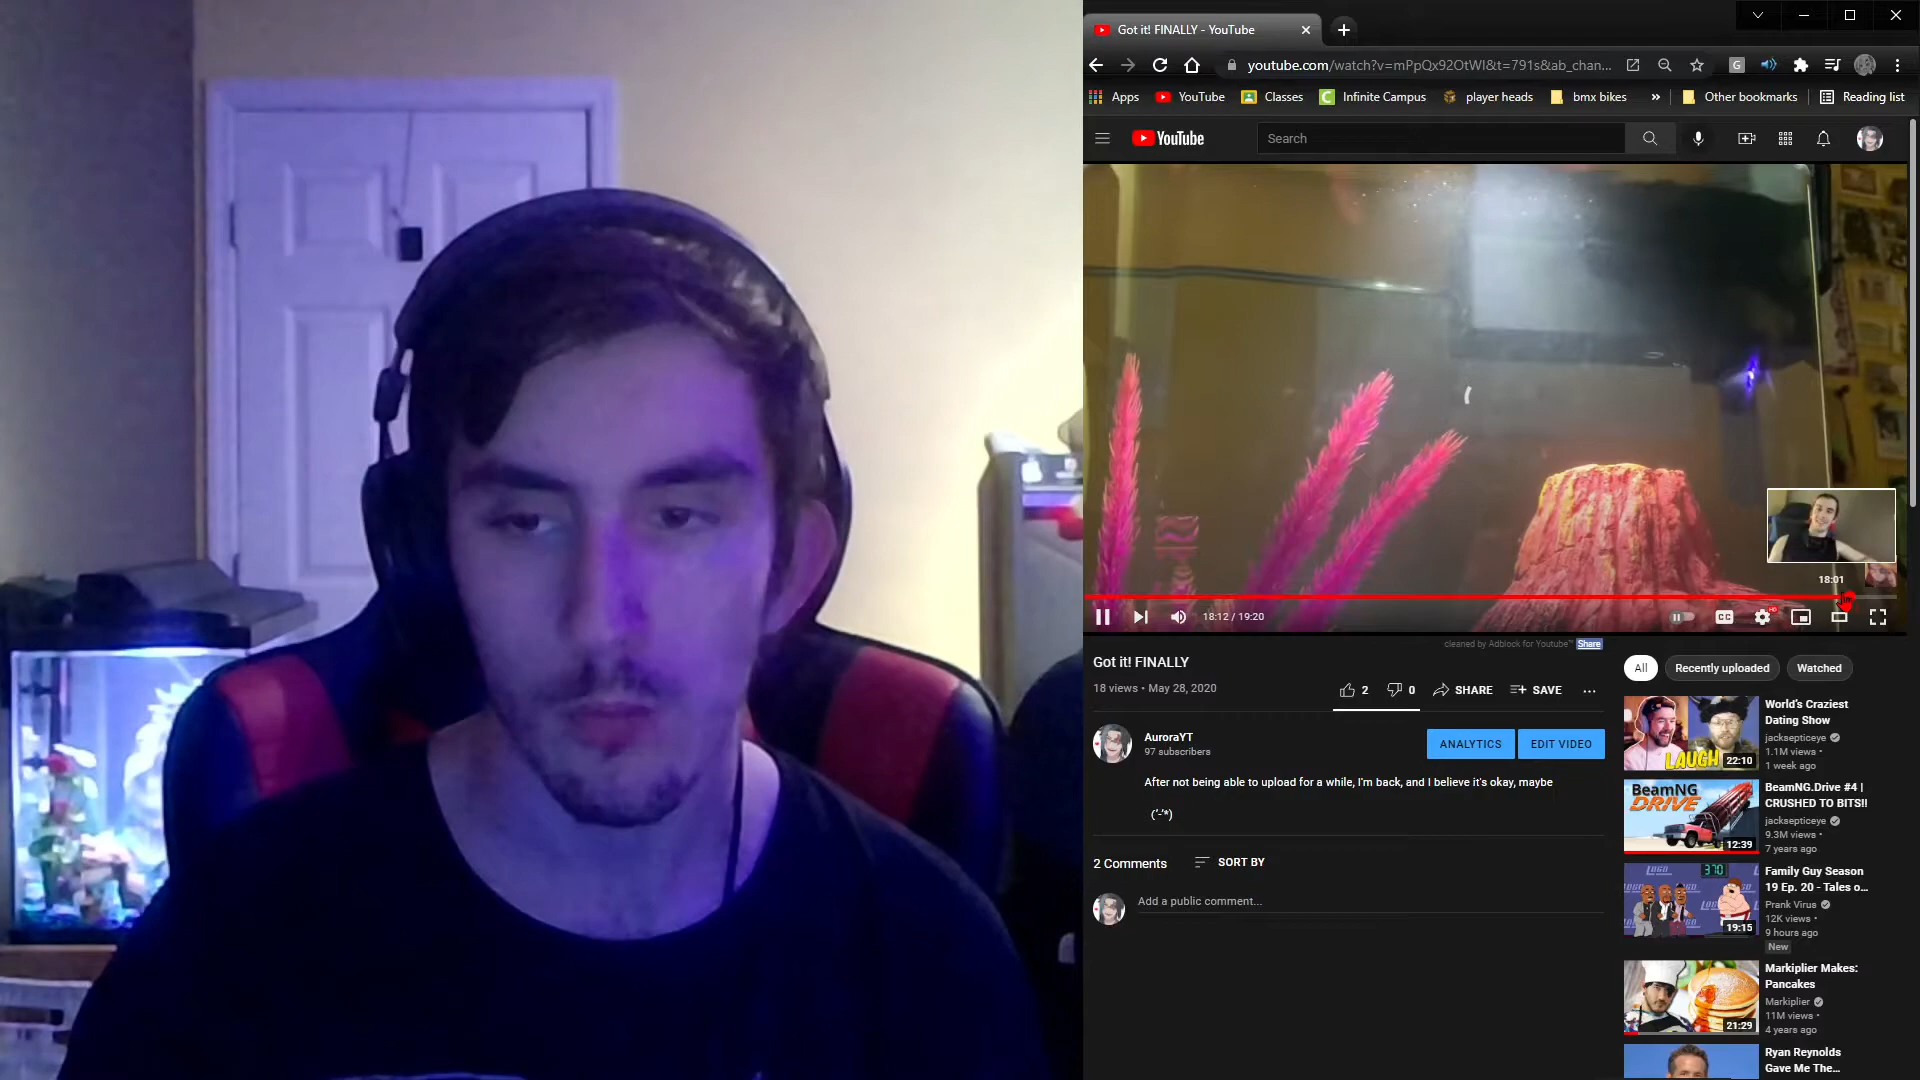 Got it! FINALLY - YouTube
youtube.com/watch?v=mPpQx92OtWI&t=791s&ab_chan...
Apps
YouTube
Classes
Infinite Campus
player heads
bmx bikes
»
Other bookmarks
Reading list
YouTube
Search
18:01
18:12 / 19:20
CC
HD
cleaned by Adblock for Youtube™ Share
Got it! FINALLY
18 views • May 28, 2020
2
0
SHARE
SAVE
...
AuroraYT
97 subscribers
ANALYTICS
EDIT VIDEO
After not being able to upload for a while, I'm back, and I believe it's okay, maybe
(´-´*)
2 Comments
SORT BY
Add a public comment...
All
Recently uploaded
Watched
LAUGH
22:10
World's Craziest
Dating Show
jacksepticeye
1.1M views •
1 week ago
BeamNG
DRIVE
12:39
BeamNG.Drive #4 |
CRUSHED TO BITS!!
jacksepticeye
9.3M views •
7 years ago
370
19:15
Family Guy Season
19 Ep. 20 - Tales o...
Prank Virus
12K views •
9 hours ago
New
21:29
Markiplier Makes:
Pancakes
Markiplier
11M views •
4 years ago
Ryan Reynolds
Gave Me The...